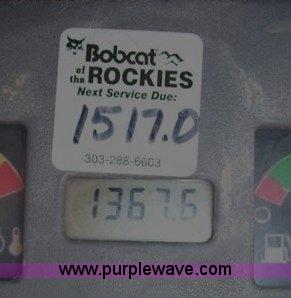 Bobcat
of the ROCKIES
Next Service Due:
1517.0
303-288-6603
1367.6
www.purplewave.com